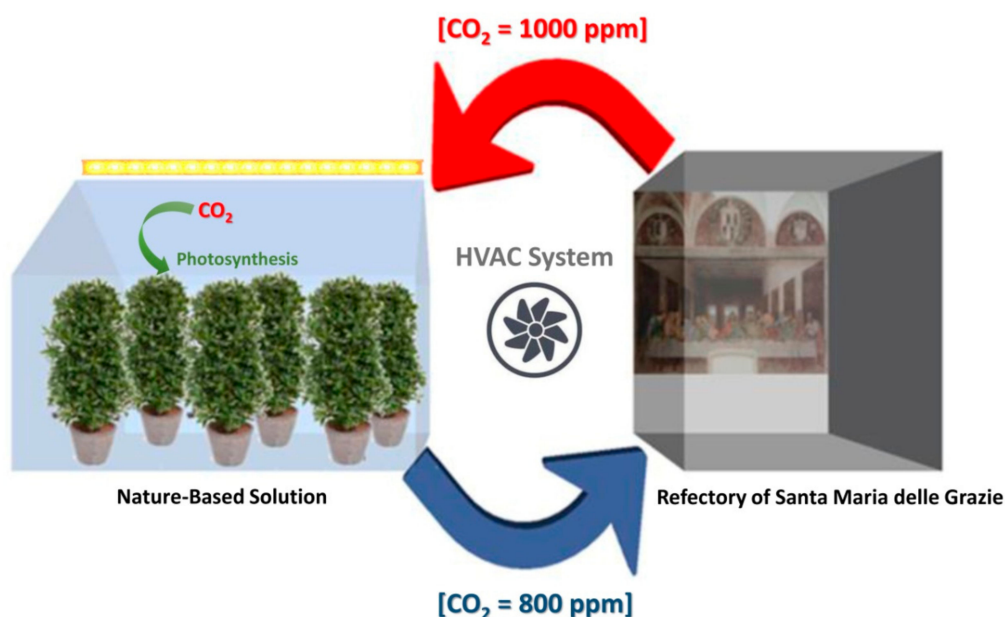 [CO₂ = 1000 ppm]
CO₂
Photosynthesis
HVAC System
Nature-Based Solution
Refectory of Santa Maria delle Grazie
[CO₂ = 800 ppm]